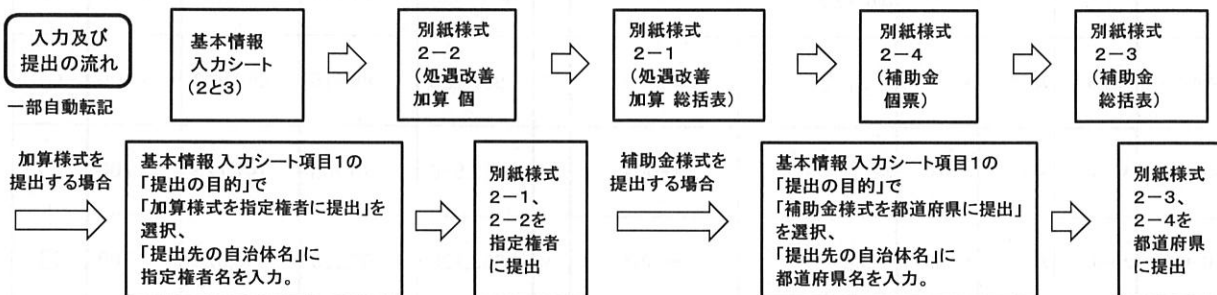 入力及び
提出の流れ
一部自動転記
基本情報
入力シート
(2と3)
別紙様式
2－2
(処遇改善
加算 個
別紙様式
2－1
(処遇改善
加算 総括表)
別紙様式
2－4
(補助金
個票)
別紙様式
2－3
(補助金
総括表)
加算様式を
提出する場合
基本情報 入力シート項目1の
「提出の目的」で
「加算様式を指定権者に提出」を
選択、
「提出先の自治体名」に
指定権者名を入力。
別紙様式
2－1、
2－2を
指定権者
に提出
補助金様式を
提出する場合
基本情報 入力シート項目1の
「提出の目的」で
「補助金様式を都道府県に提出」
を選択、
「提出先の自治体名」に
都道府県名を入力。
別紙様式
2－3、
2－4を
都道府県
に提出